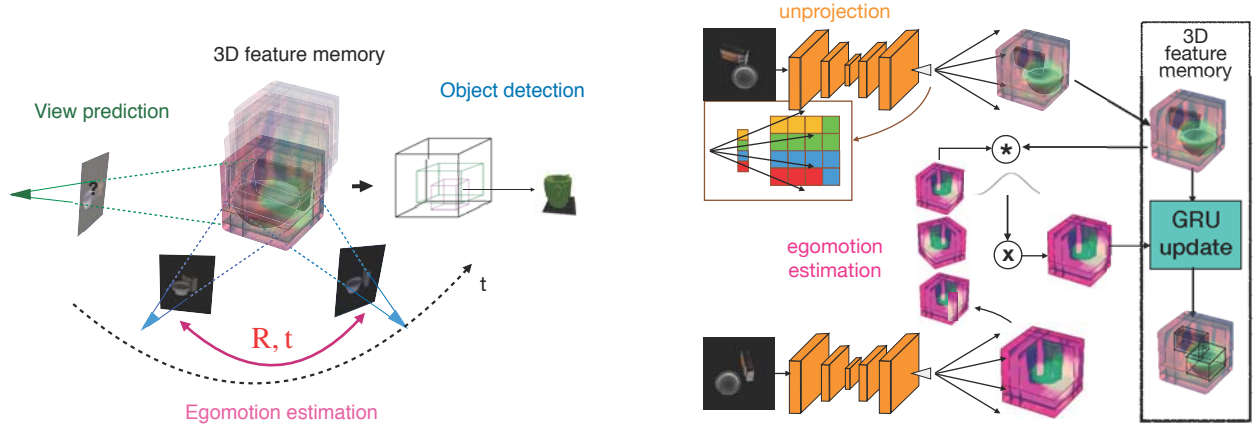 3D feature memory
View prediction
Object detection
?
t
R, t
Egomotion estimation
unprojection
3D
feature
memory
*
egomotion
estimation
x
GRU
update